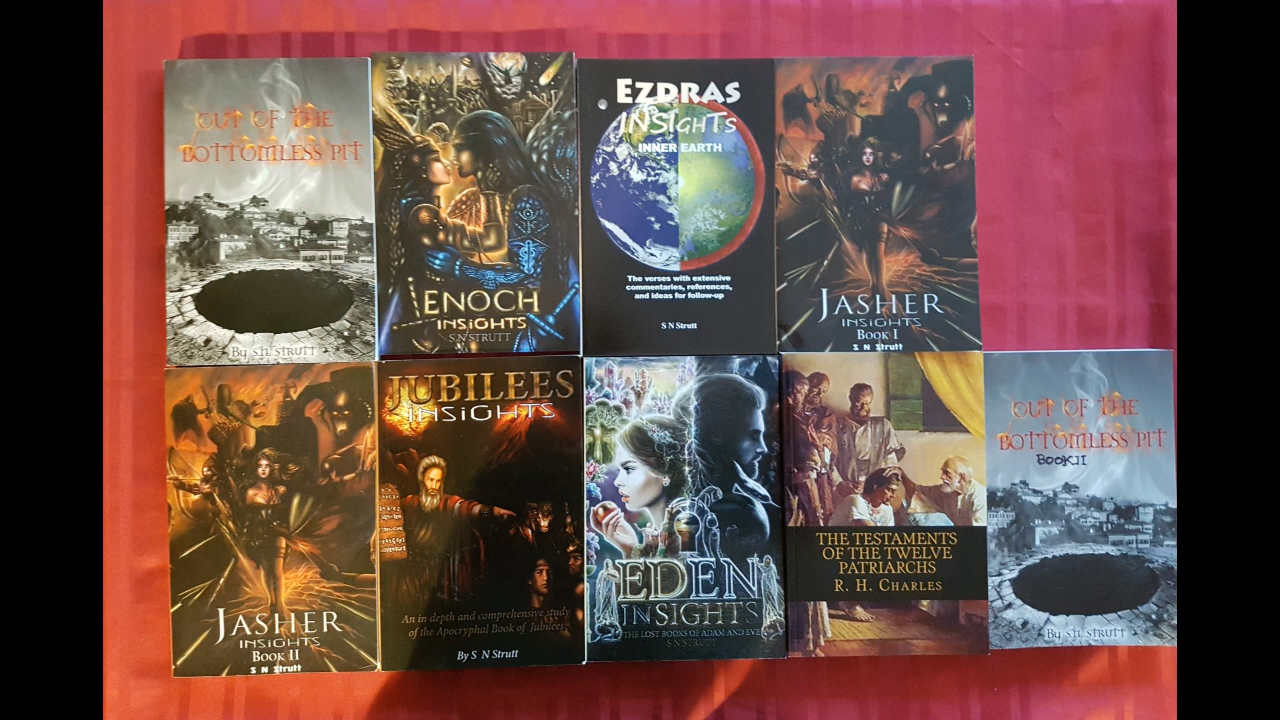 OUT OF THE
BOTTOMLESS PIT
By S.N. STRUTT
ENOCH
INSIGHTS
S.N STRUTT
EZDRAS
INSIGHTS
INNER EARTH
The verses with extensive
commentaries, references,
and ideas for follow-up
S N Strutt
JASHER
INSIGHTS
Book I
S N Strutt
JASHER
INSIGHTS
Book II
S N Strutt
JUBILEES
INSIGHTS
An in depth and comprehensive study
of the Apocryphal Book of Jubilees
By S N Strutt
EDEN
INSIGHTS
THE LOST BOOKS OF ADAM AND EVE
S N STRUTT
THE TESTAMENTS
OF THE TWELVE
PATRIARCHS
R. H. CHARLES
OUT OF THE
BOTTOMLESS PIT
BOOK II
By S.N. STRUTT